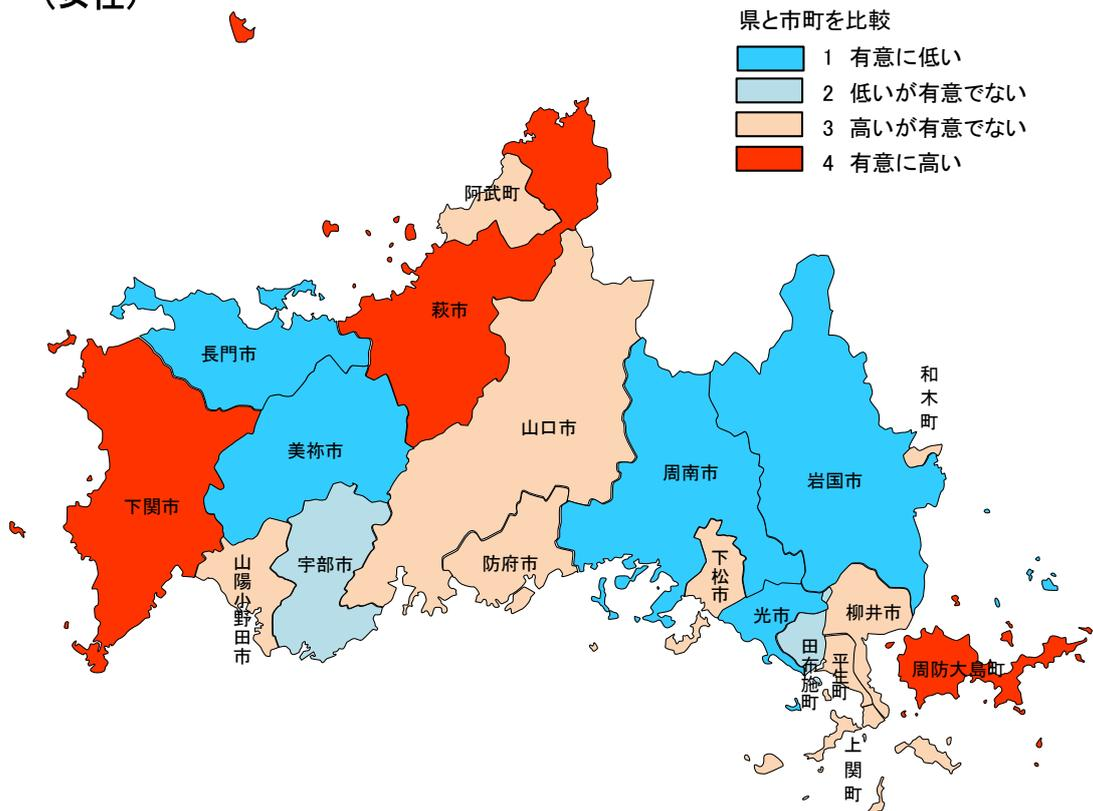 （女性）
県と市町を比較
1 有意に低い
2 低いが有意でない
3 高いが有意でない
4 有意に高い
阿武町
萩市
長門市
和木町
山口市
美祢市
周南市
岩国市
下関市
山陽小野田市
宇部市
防府市
下松市
光市
柳井市
田布施町
平生町
周防大島町
上関町